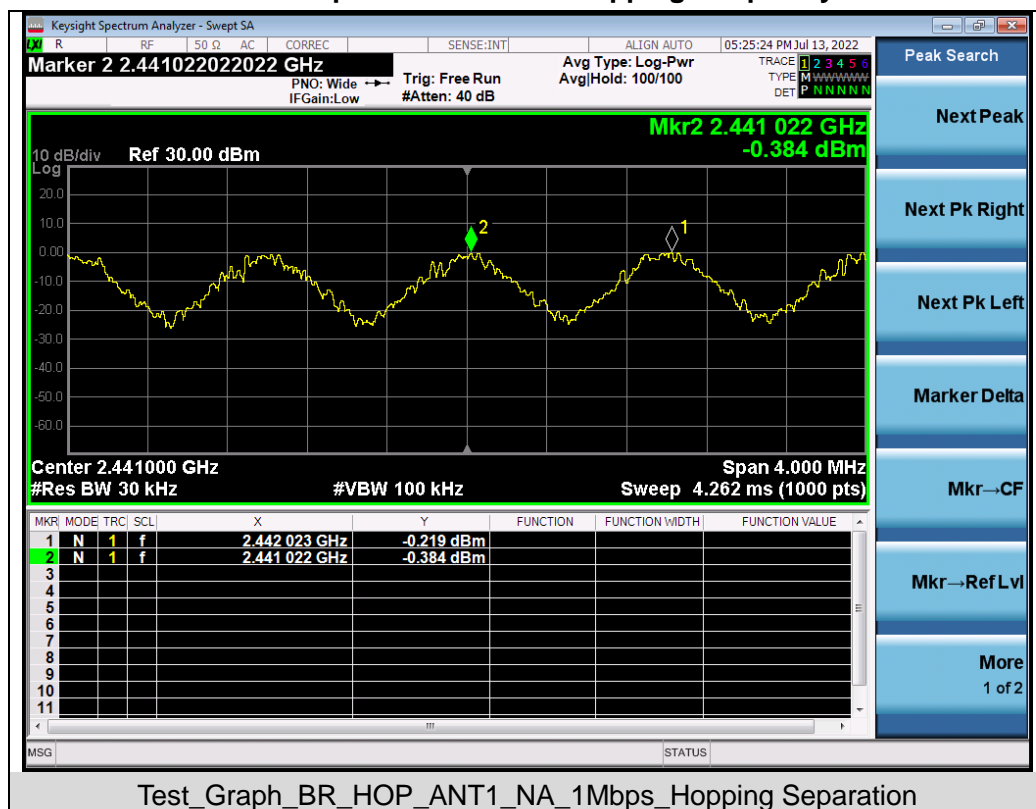 Keysight Spectrum Analyzer - Swept SA
LXI R RF 50 Ω AC CORREC SENSE:INT ALIGN AUTO 05:25:24 PM Jul 13, 2022
Marker 2 2.441022022022 GHz
PNO: Wide
IFGain:Low
Trig: Free Run
#Atten: 40 dB
Avg Type: Log-Pwr
Avg|Hold: 100/100
TRACE 1 2 3 4 5 6
TYPE M WWWWW
DET P N N N N N
Peak Search
Next Peak
Next Pk Right
Next Pk Left
Marker Delta
Mkr→CF
Mkr→Ref Lvl
More
1 of 2
Mkr2 2.441 022 GHz
-0.384 dBm
10 dB/div Ref 30.00 dBm
Log
20.0
10.0
0.00
-10.0
-20.0
-30.0
-40.0
-50.0
-60.0
2
1
Center 2.441000 GHz Span 4.000 MHz
#Res BW 30 kHz #VBW 100 kHz Sweep 4.262 ms (1000 pts)
MKR MODE TRC SCL X Y FUNCTION FUNCTION WIDTH FUNCTION VALUE
1 N 1 f 2.442 023 GHz -0.219 dBm
2 N 1 f 2.441 022 GHz -0.384 dBm
3
4
5
6
7
8
9
10
11
MSG STATUS
Test_Graph_BR_HOP_ANT1_NA_1Mbps_Hopping Separation